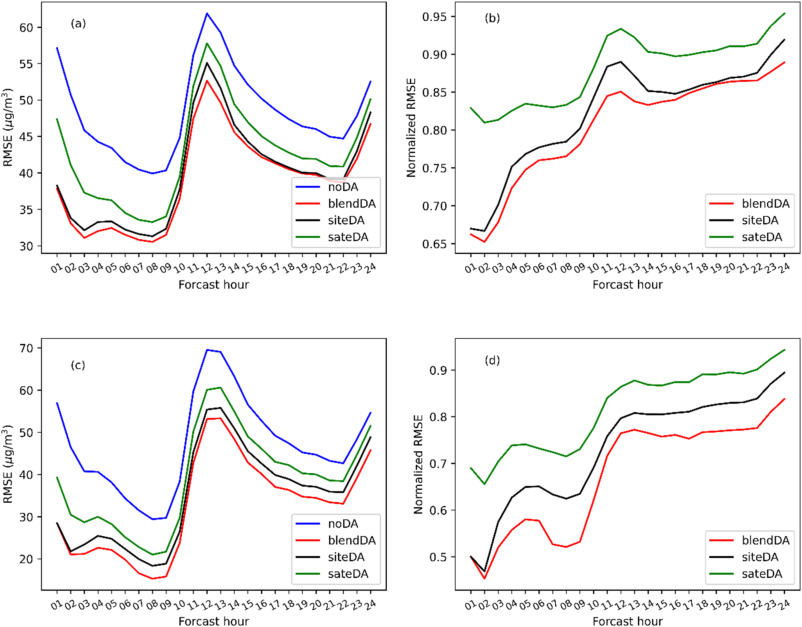 (a)
RMSE (μg/m³)
60
55
50
45
40
35
30
noDA
blendDA
siteDA
sateDA
01 02 03 04 05 06 07 08 09 10 11 12 13 14 15 16 17 18 19 20 21 22 23 24
Forcast hour
(b)
Normalized RMSE
0.95
0.90
0.85
0.80
0.75
0.70
0.65
blendDA
siteDA
sateDA
01 02 03 04 05 06 07 08 09 10 11 12 13 14 15 16 17 18 19 20 21 22 23 24
Forcast hour
(c)
RMSE (μg/m³)
70
60
50
40
30
20
noDA
blendDA
siteDA
sateDA
01 02 03 04 05 06 07 08 09 10 11 12 13 14 15 16 17 18 19 20 21 22 23 24
Forcast hour
(d)
Normalized RMSE
0.9
0.8
0.7
0.6
0.5
blendDA
siteDA
sateDA
01 02 03 04 05 06 07 08 09 10 11 12 13 14 15 16 17 18 19 20 21 22 23 24
Forcast hour